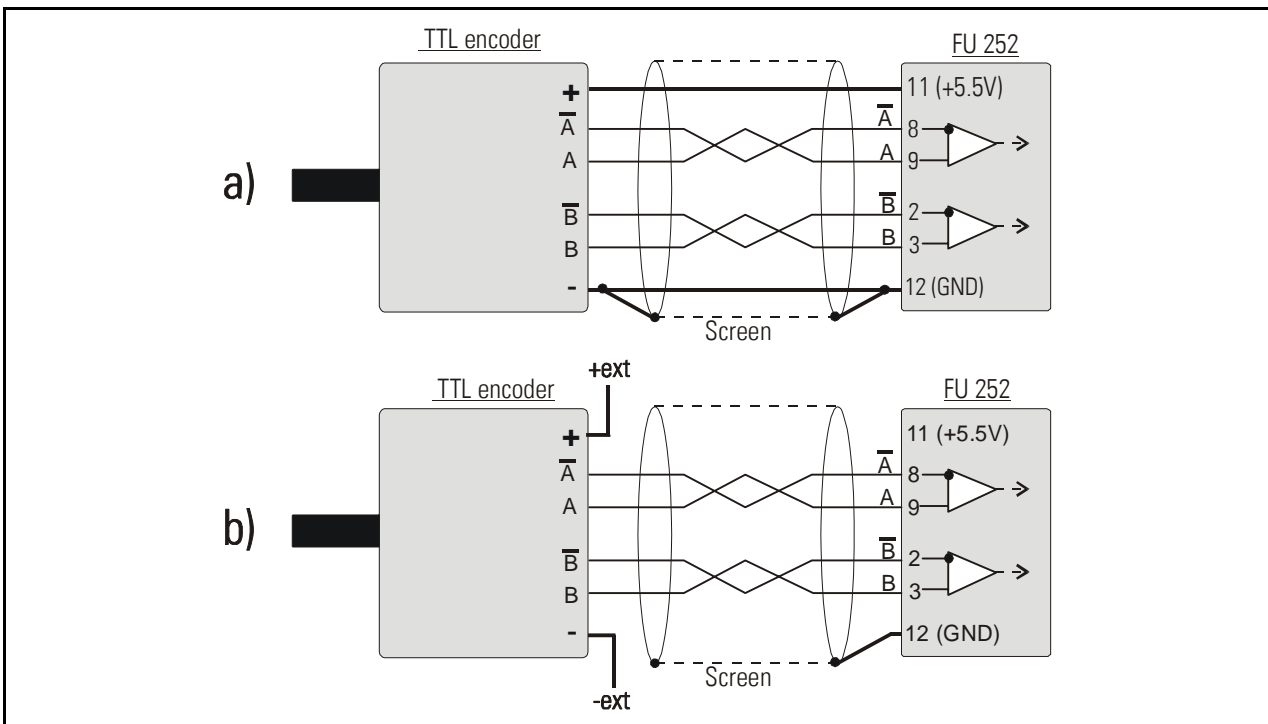 TTL encoder
FU 252
a)
+
A̅
A
B̅
B
-
A̅
A
B̅
B
11 (+5.5V)
8
9
2
3
12 (GND)
Screen
+ext
TTL encoder
FU 252
b)
+
A̅
A
B̅
B
-
A̅
A
B̅
B
11 (+5.5V)
8
9
2
3
12 (GND)
Screen
-ext